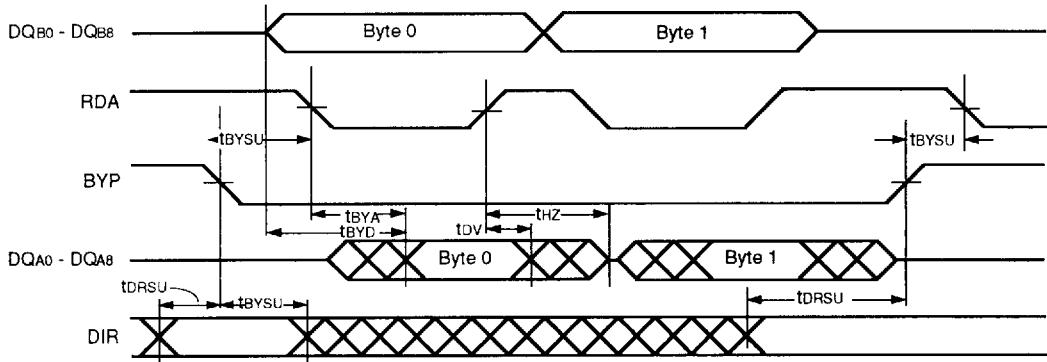 DQB0 - DQB8
Byte 0
Byte 1
RDA
tBYSU
tBYSU
BYP
tBYA
tHZ
tBYD
tDV
DQA0 - DQA8
Byte 0
Byte 1
tDRSU
tBYSU
tDRSU
DIR